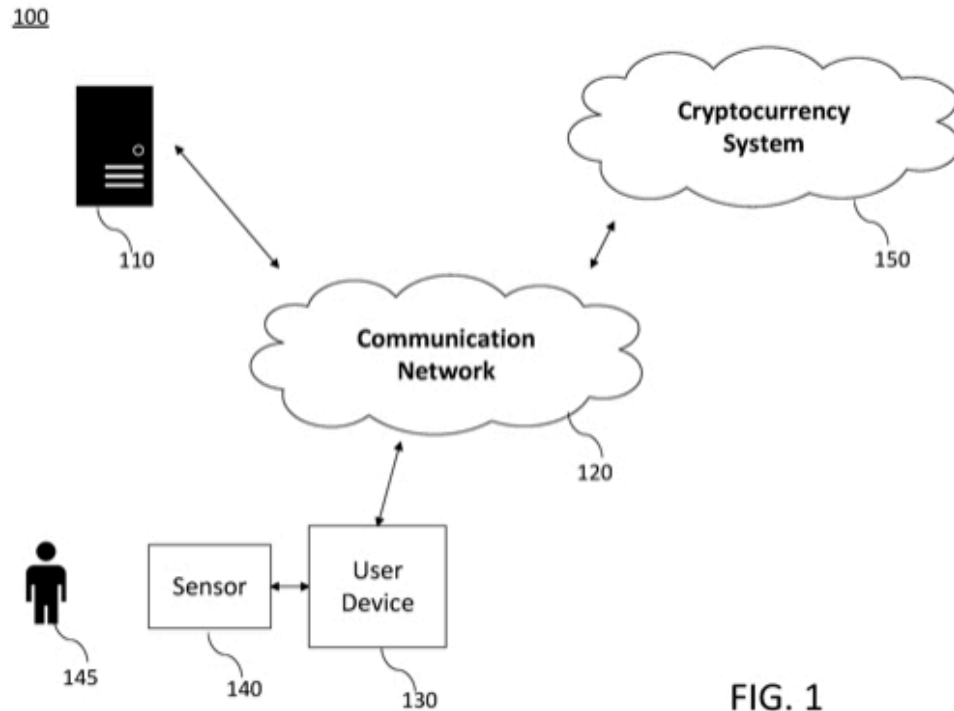 100
Cryptocurrency
System
110
150
Communication
Network
120
Sensor
User
Device
145
140
130
FIG. 1